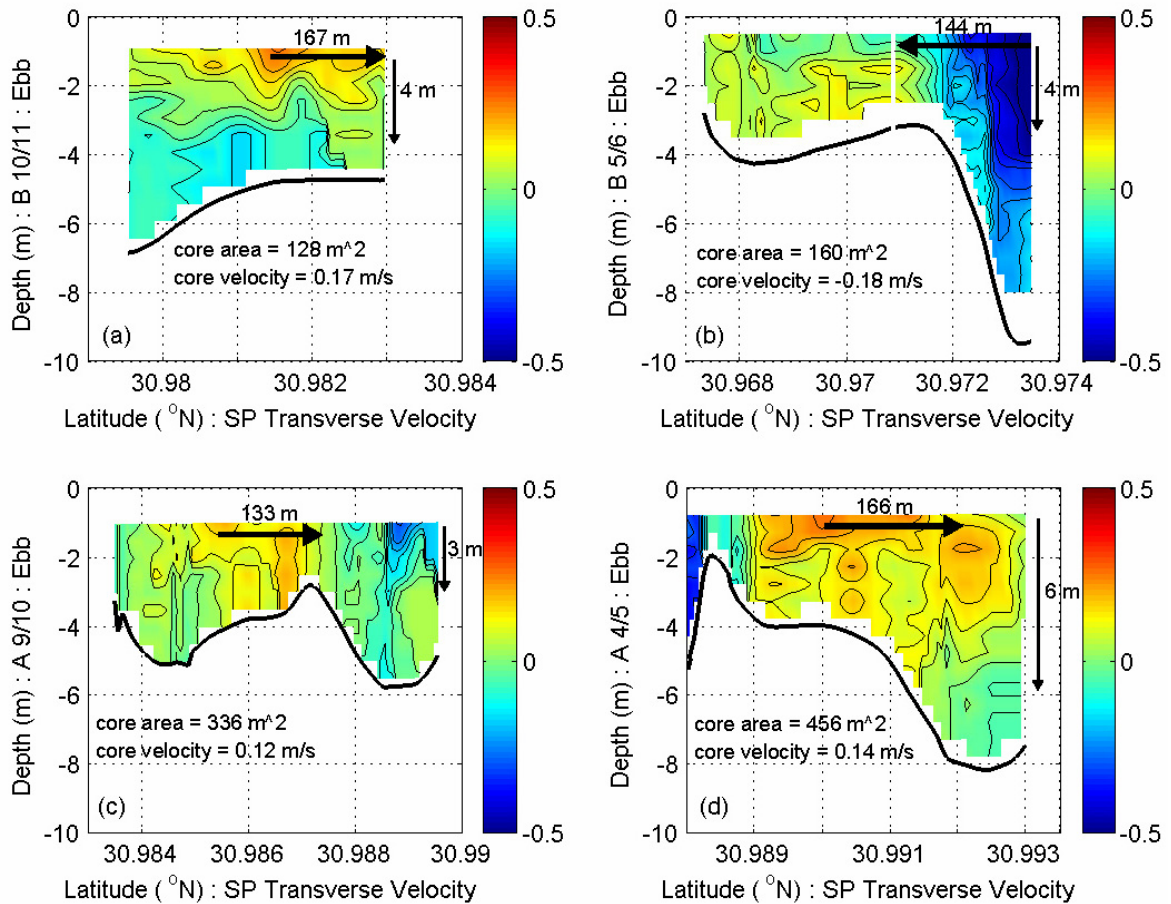 0
-2
-4
-6
-8
-10
Depth (m) : B 10/11 : Ebb
167 m
4 m
core area = 128 m^2
core velocity = 0.17 m/s
(a)
30.98 30.982 30.984
Latitude ( °N) : SP Transverse Velocity
0.5
0
-0.5
0
-2
-4
-6
-8
-10
Depth (m) : B 5/6 : Ebb
144 m
4 m
core area = 160 m^2
core velocity = -0.18 m/s
(b)
30.968 30.97 30.972 30.974
Latitude ( °N) : SP Transverse Velocity
0.5
0
-0.5
0
-2
-4
-6
-8
-10
Depth (m) : A 9/10 : Ebb
133 m
3 m
core area = 336 m^2
core velocity = 0.12 m/s
(c)
30.984 30.986 30.988 30.99
Latitude ( °N) : SP Transverse Velocity
0.5
0
-0.5
0
-2
-4
-6
-8
-10
Depth (m) : A 4/5 : Ebb
166 m
6 m
core area = 456 m^2
core velocity = 0.14 m/s
(d)
30.989 30.991 30.993
Latitude ( °N) : SP Transverse Velocity
0.5
0
-0.5